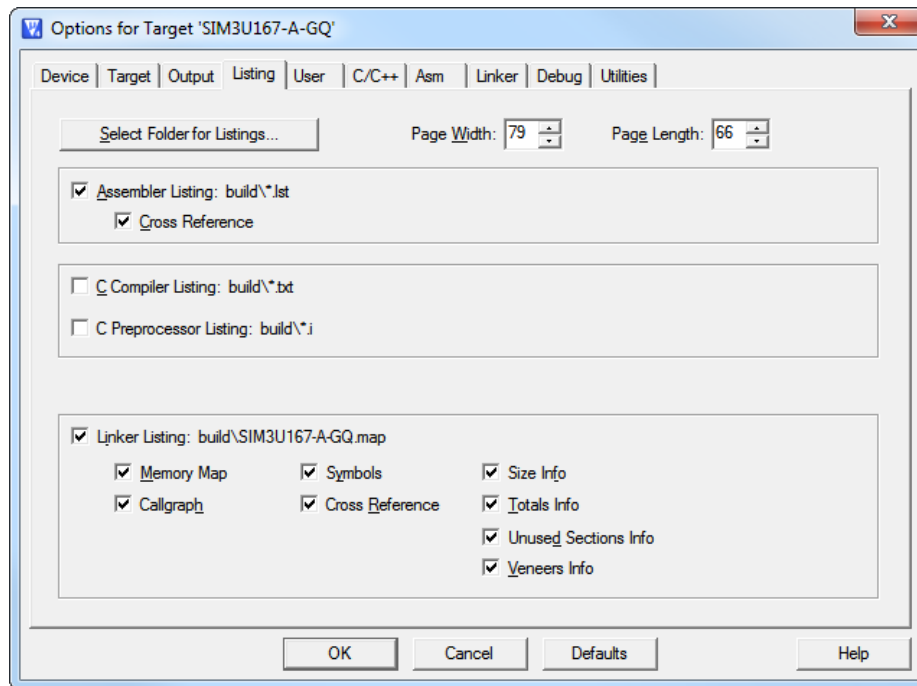 Options for Target 'SIM3U167-A-GQ'
Device Target Output Listing User C/C++ Asm Linker Debug Utilities
Select Folder for Listings... Page Width: 79 Page Length: 66
Assembler Listing: build\*.lst
Cross Reference
C Compiler Listing: build\*.txt
C Preprocessor Listing: build\*.i
Linker Listing: build\SIM3U167-A-GQ.map
Memory Map Symbols Size Info
Callgraph Cross Reference Totals Info
Unused Sections Info
Veneers Info
OK Cancel Defaults Help